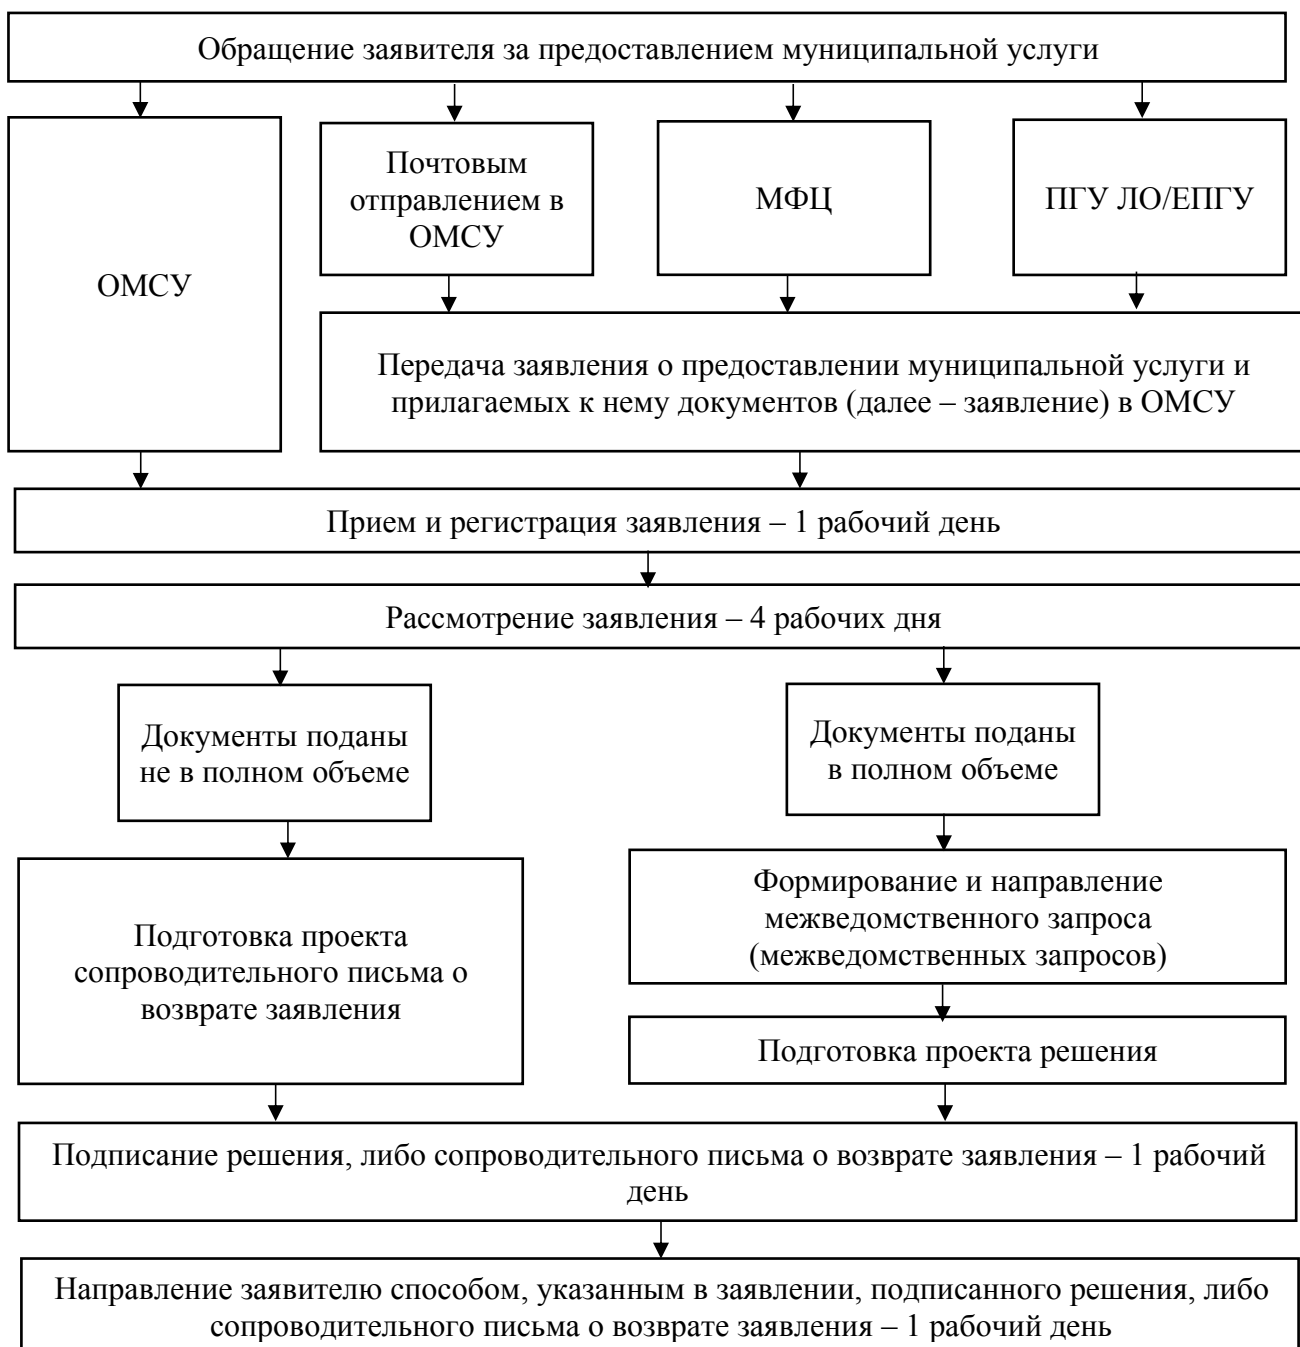 Обращение заявителя за предоставлением муниципальной услуги
ОМСУ
Почтовым
отправлением в
ОМСУ
МФЦ
ПГУ ЛО/ЕПГУ
Передача заявления о предоставлении муниципальной услуги и
прилагаемых к нему документов (далее – заявление) в ОМСУ
Прием и регистрация заявления – 1 рабочий день
Рассмотрение заявления – 4 рабочих дня
Документы поданы
не в полном объеме
Документы поданы
в полном объеме
Подготовка проекта
сопроводительного письма о
возврате заявления
Формирование и направление
межведомственного запроса
(межведомственных запросов)
Подготовка проекта решения
Подписание решения, либо сопроводительного письма о возврате заявления – 1 рабочий
день
Направление заявителю способом, указанным в заявлении, подписанного решения, либо
сопроводительного письма о возврате заявления – 1 рабочий день